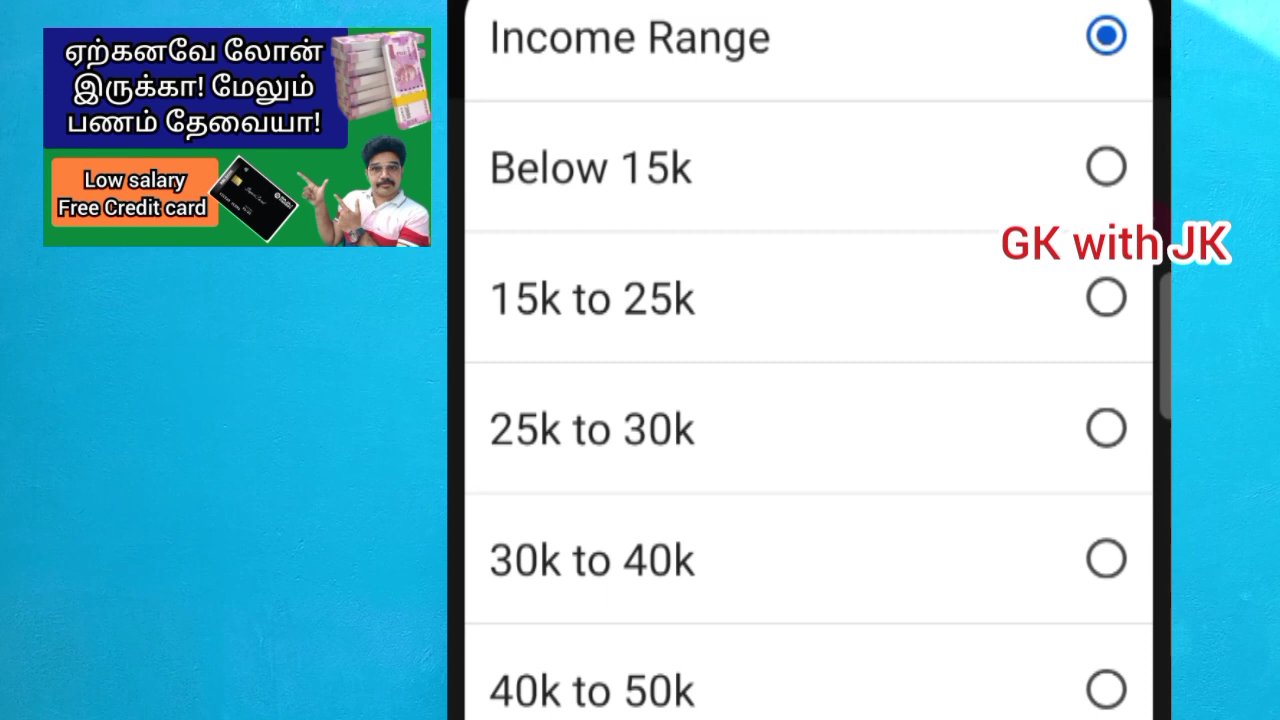 ஏற்கனவே லோன்
இருக்கா! மேலும்
பணம் தேவையா!
Low salary
Free Credit card
Income Range
Below 15k
GK with JK
15k to 25k
25k to 30k
30k to 40k
40k to 50k